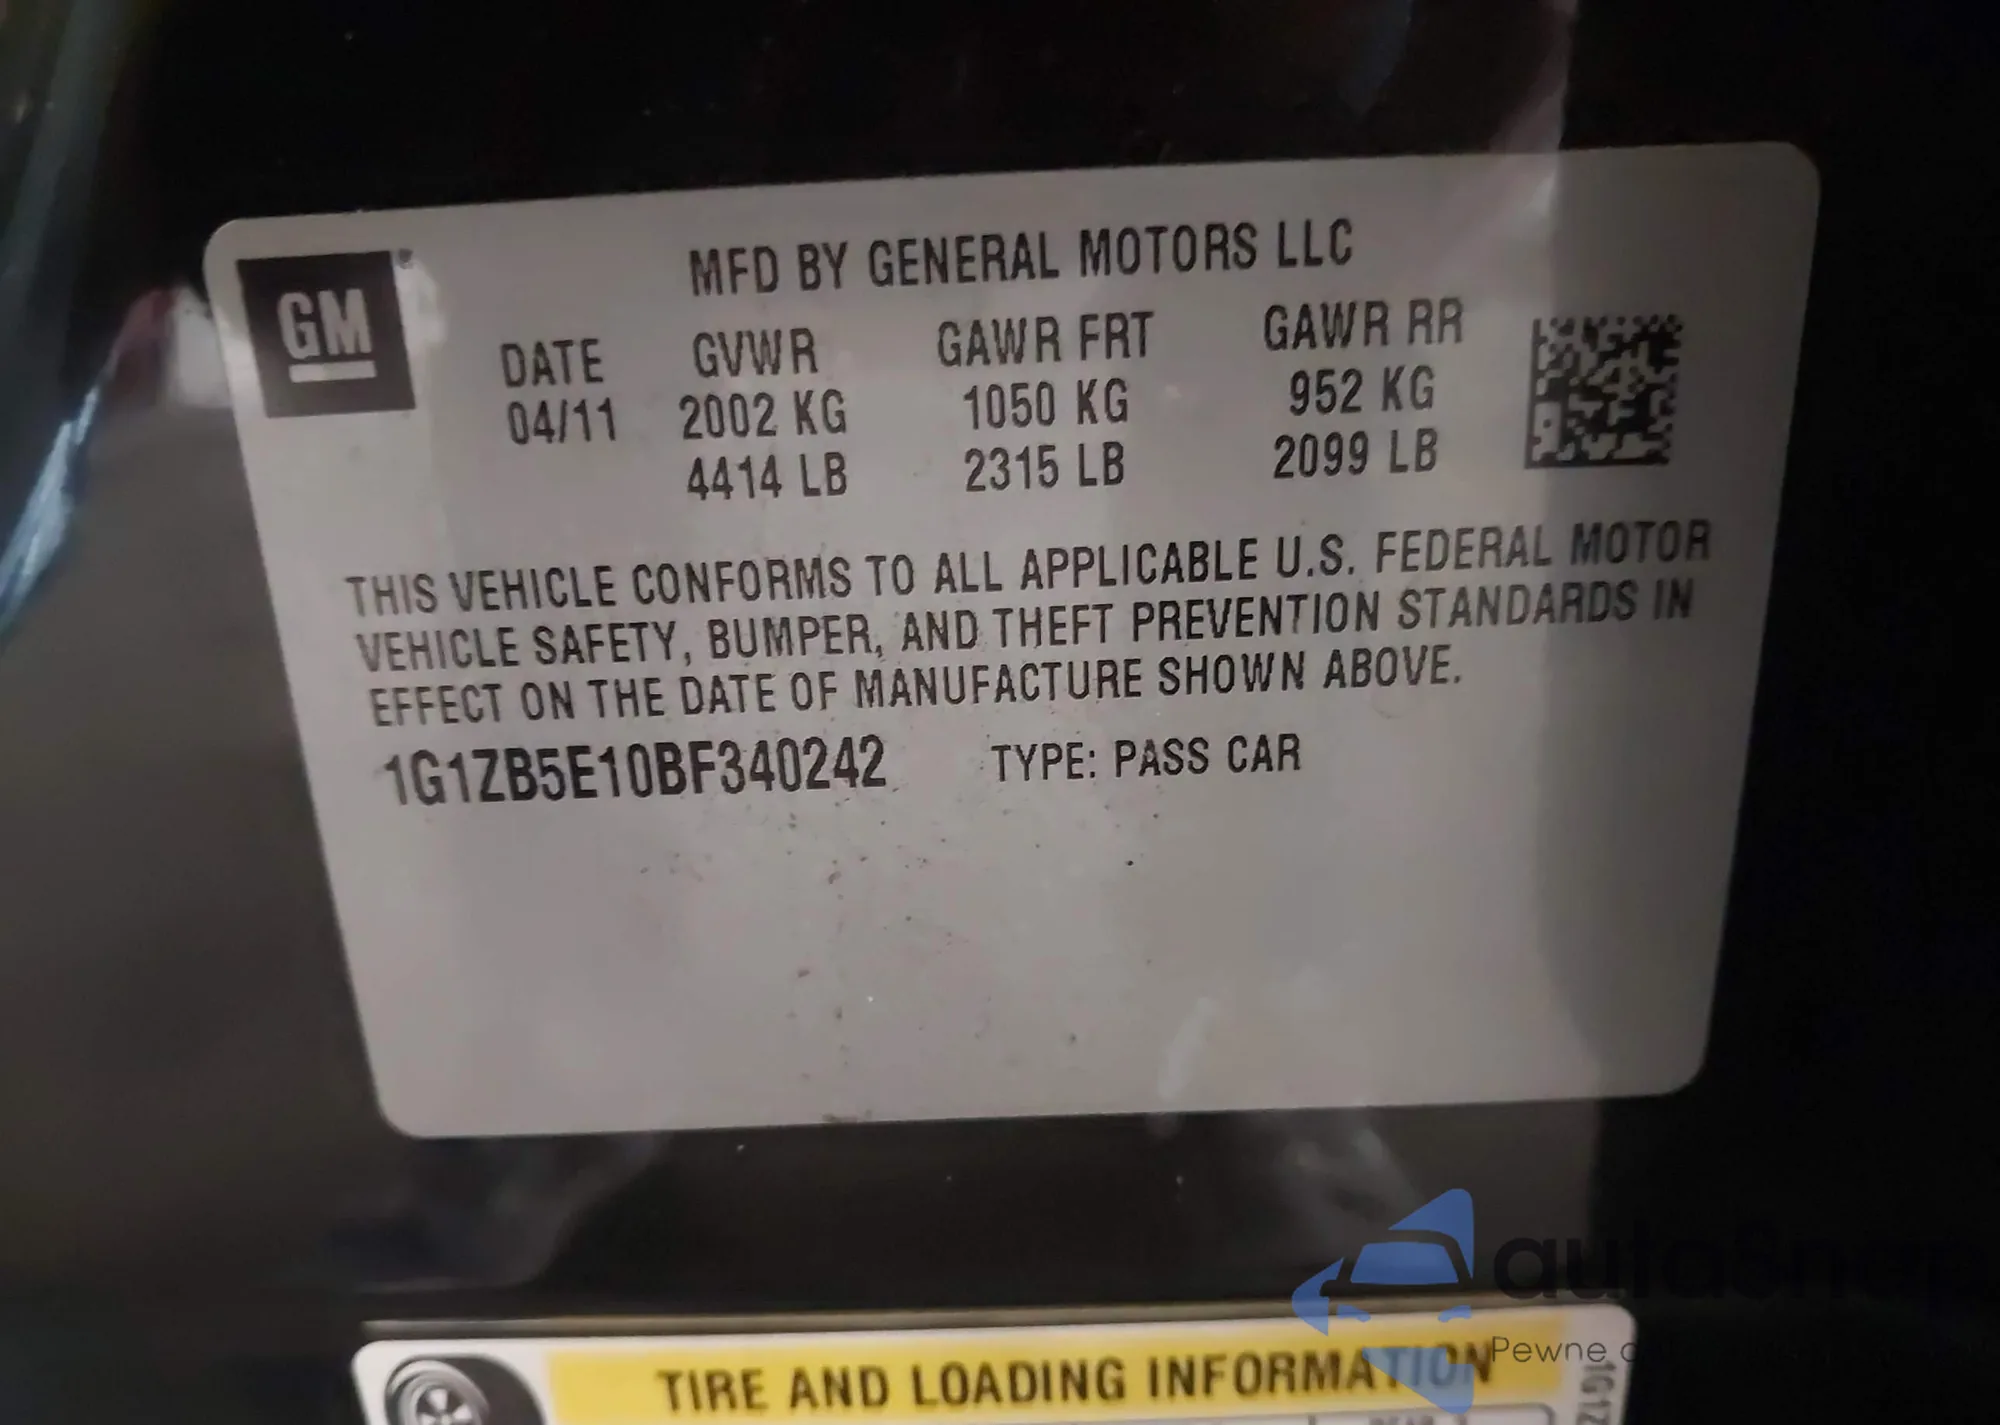 GM
MFD BY GENERAL MOTORS LLC
DATE GVWR GAWR FRT GAWR RR
04/11 2002 KG 1050 KG 952 KG
4414 LB 2315 LB 2099 LB
THIS VEHICLE CONFORMS TO ALL APPLICABLE U.S. FEDERAL MOTOR
VEHICLE SAFETY, BUMPER, AND THEFT PREVENTION STANDARDS IN
EFFECT ON THE DATE OF MANUFACTURE SHOWN ABOVE.
1G1ZB5E10BF340242 TYPE: PASS CAR
Pewne
TIRE AND LOADING INFORMATION
1G1Z